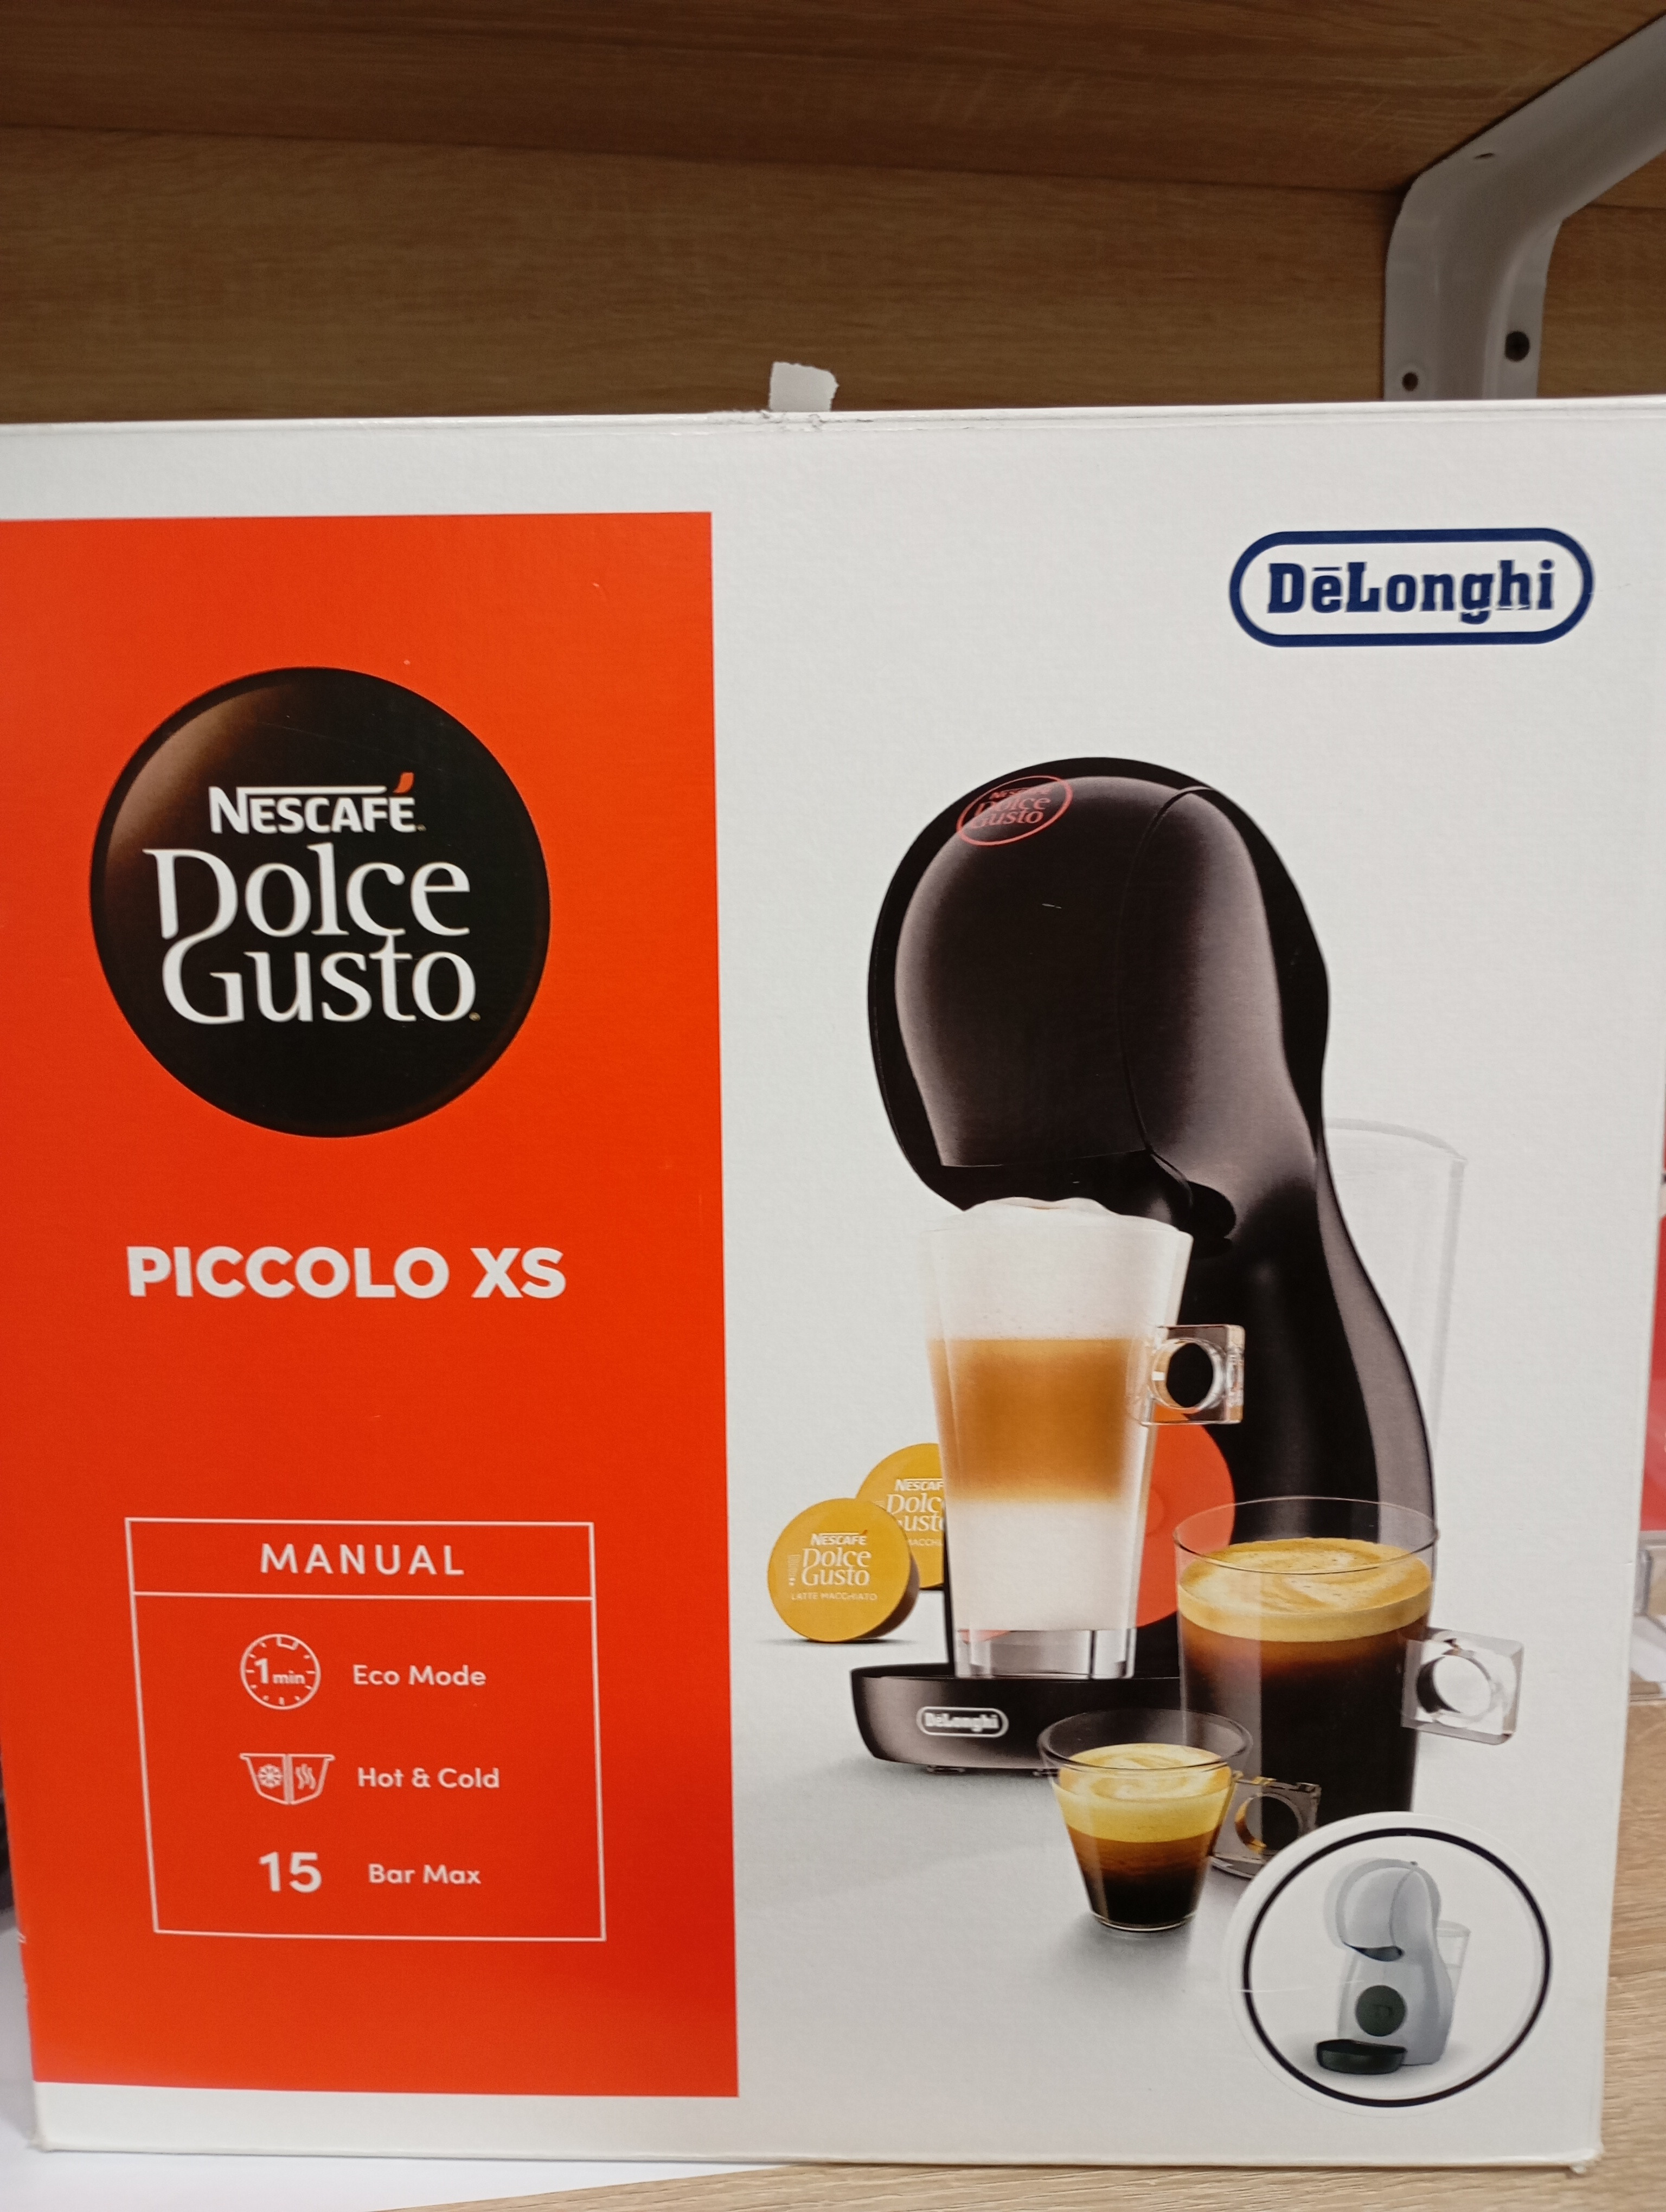 DēLonghi
NESCAFÉ
Dolce
Gusto
PICCOLO XS
MANUAL
1 min Eco Mode
Hot & Cold
15 Bar Max
NESCAFÉ
Dolce
Gusto
NESCAFÉ
Dolce
Gusto
LATTE MACCHIATO
DēLonghi